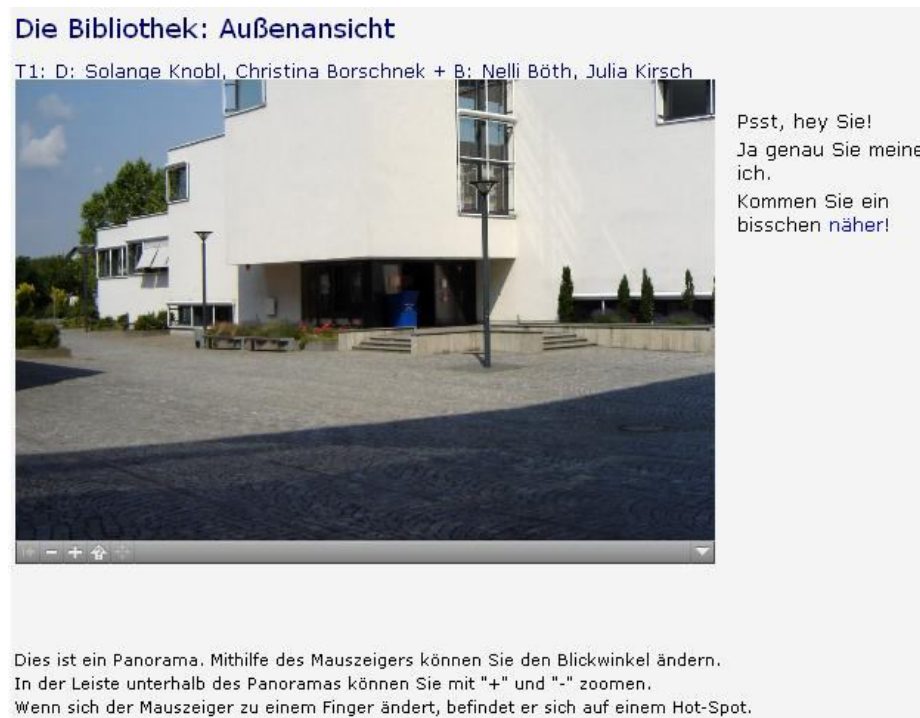 Die Bibliothek: Außenansicht
T1: D: Solange Knobl, Christina Borschnek + B: Nelli Böth, Julia Kirsch
Psst, hey Sie!
Ja genau Sie meine
ich.
Kommen Sie ein
bisschen näher!
Dies ist ein Panorama. Mithilfe des Mauszeigers können Sie den Blickwinkel ändern.
In der Leiste unterhalb des Panoramas können Sie mit "+" und "-" zoomen.
Wenn sich der Mauszeiger zu einem Finger ändert, befindet er sich auf einem Hot-Spot.